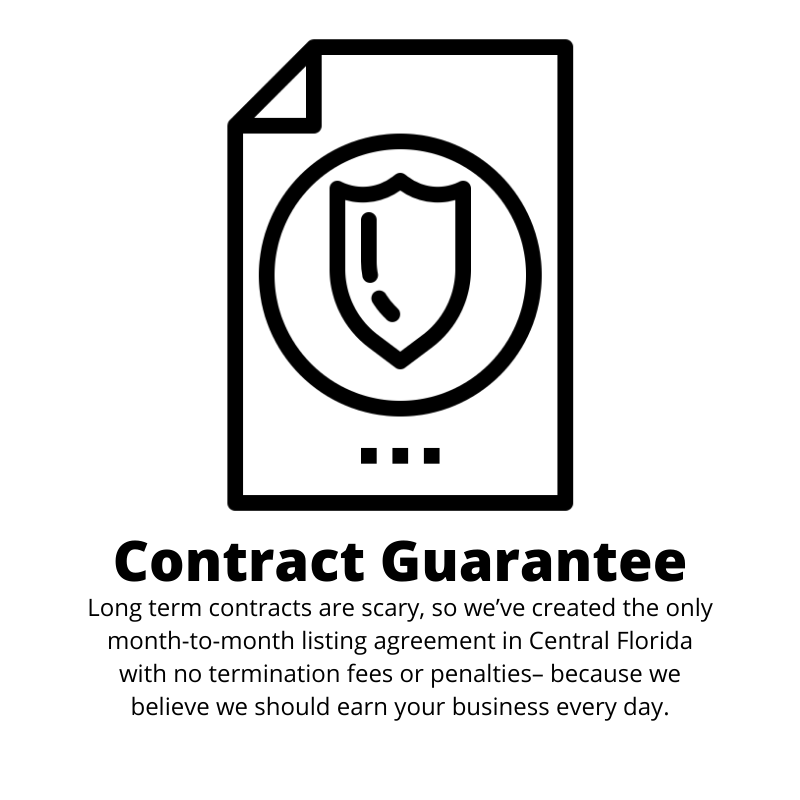 Contract Guarantee
Long term contracts are scary, so we’ve created the only
month-to-month listing agreement in Central Florida
with no termination fees or penalties– because we
believe we should earn your business every day.